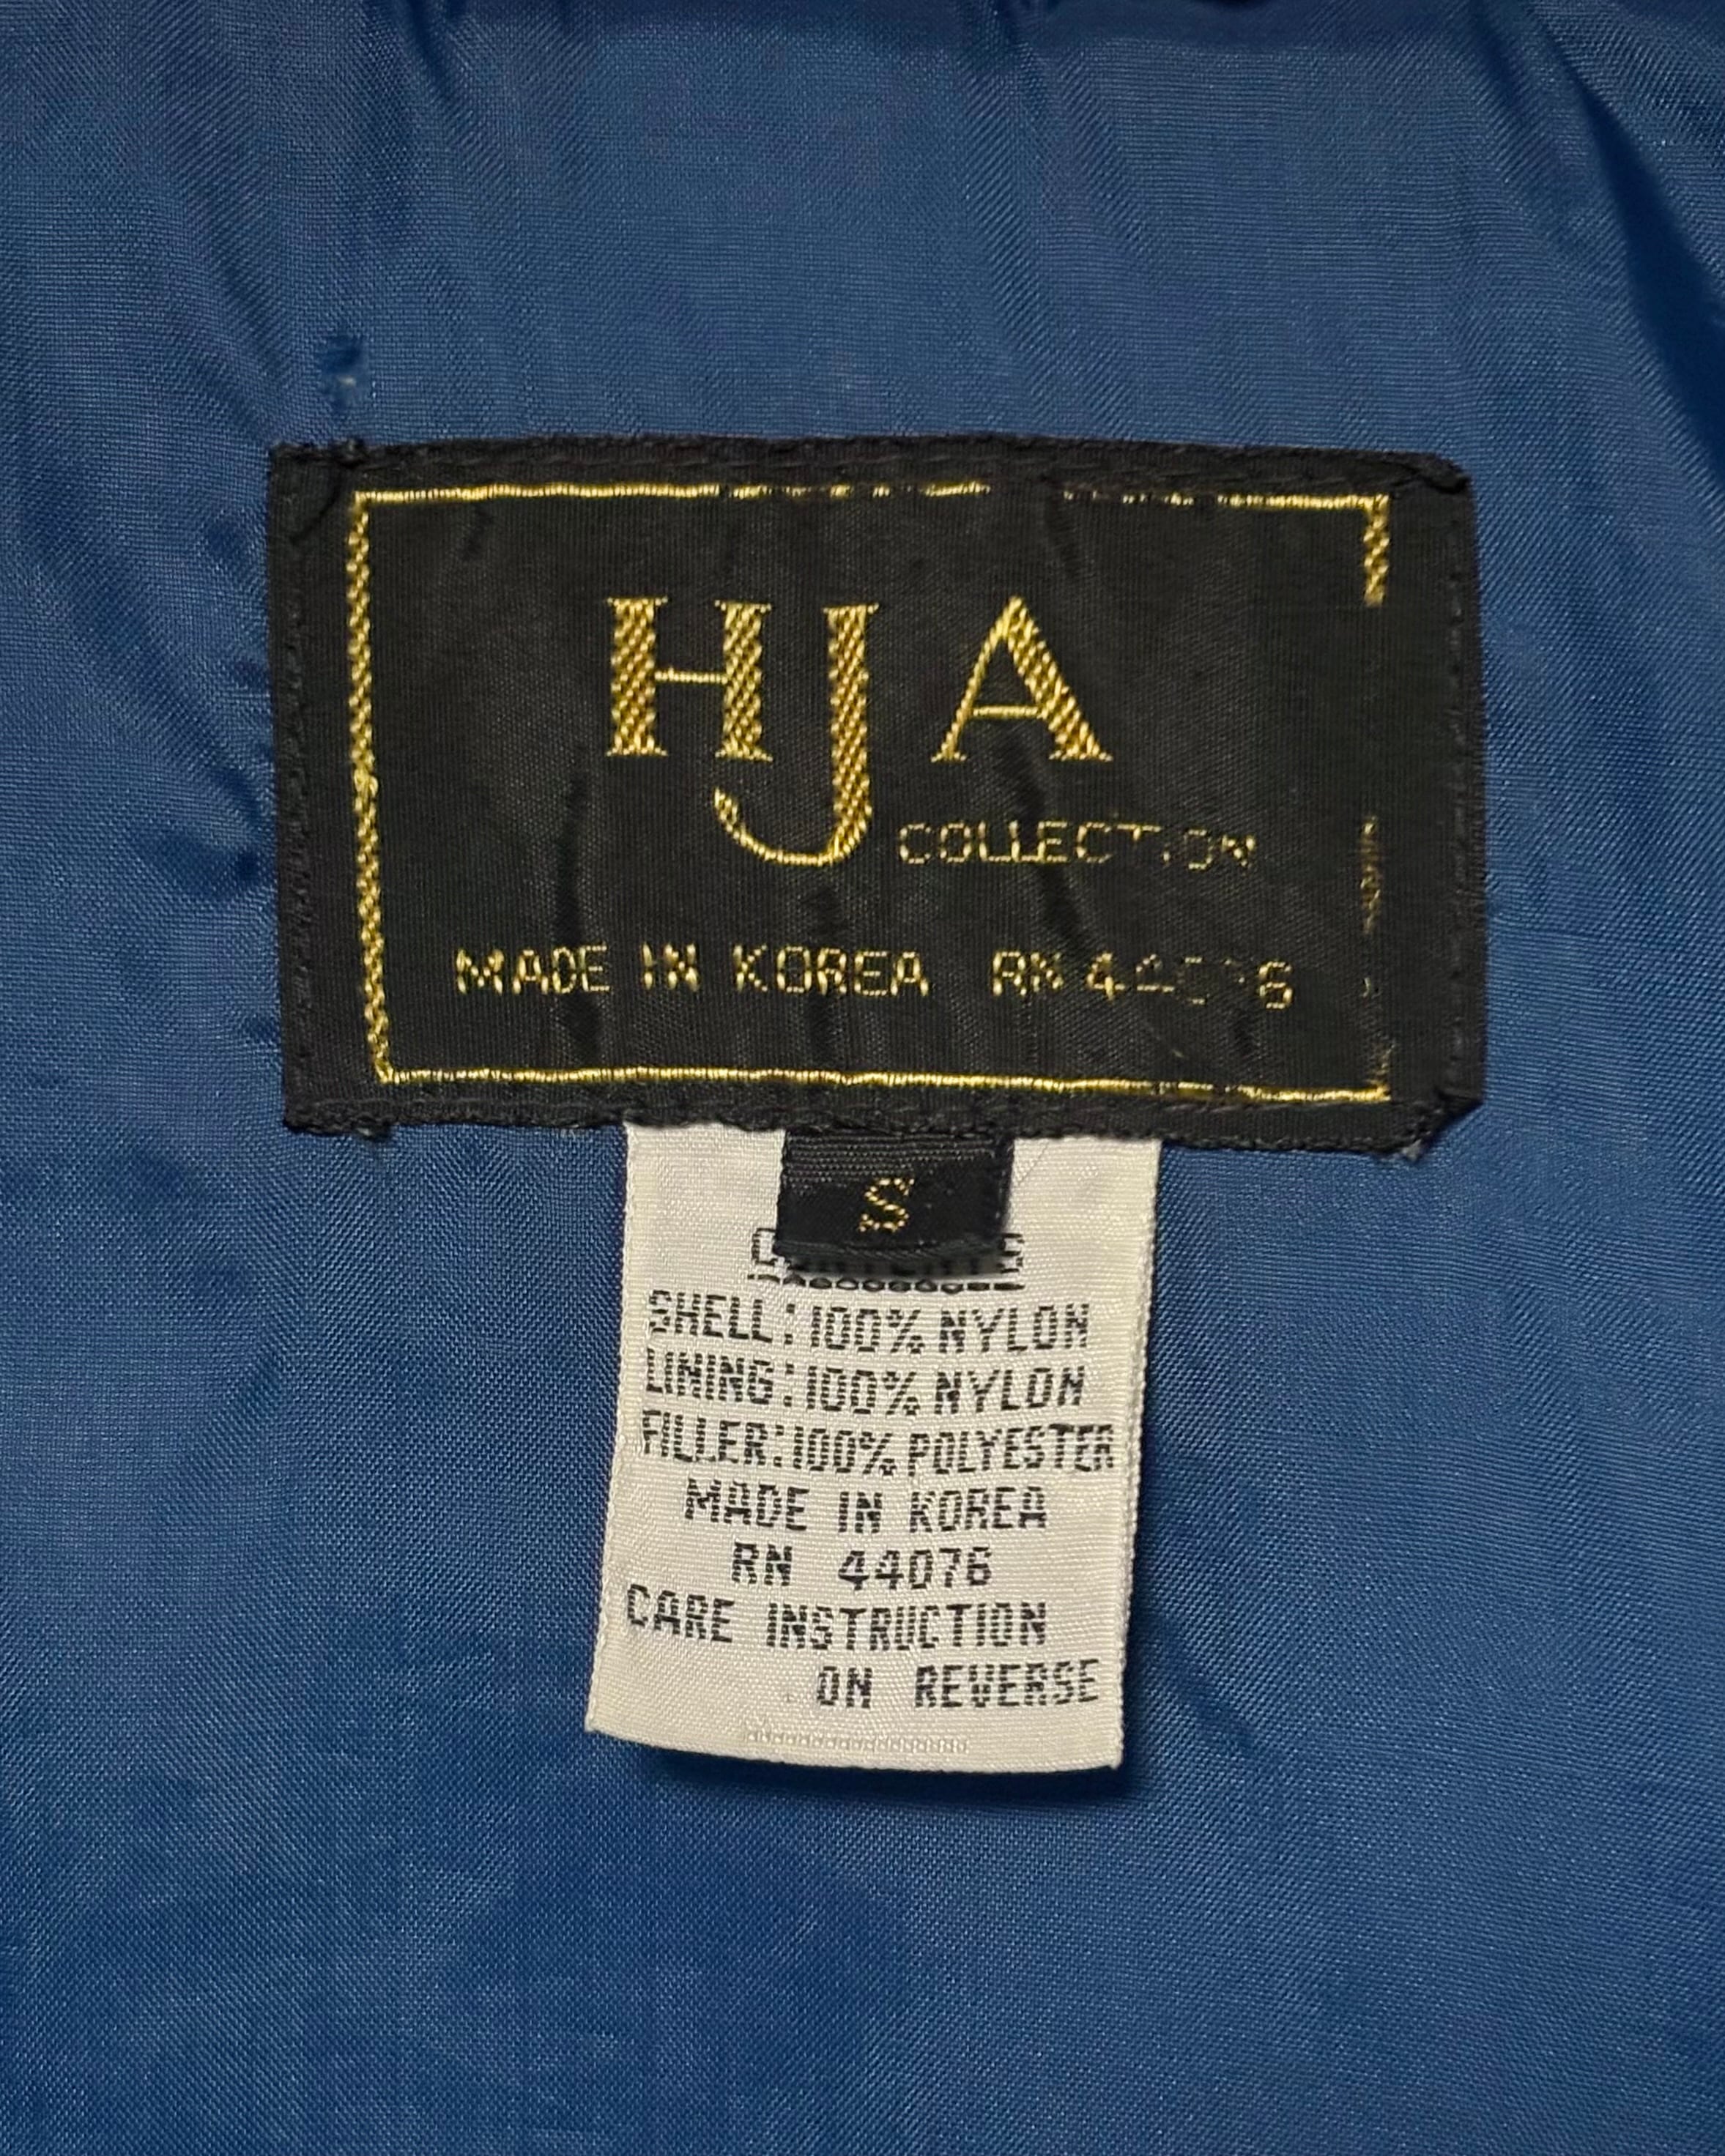 HJA
COLLECTION
MADE IN KOREA RN 44076
S
SHELL: 100% NYLON
LINING: 100% NYLON
FILLER: 100% POLYESTER
MADE IN KOREA
RN 44076
CARE INSTRUCTION
ON REVERSE